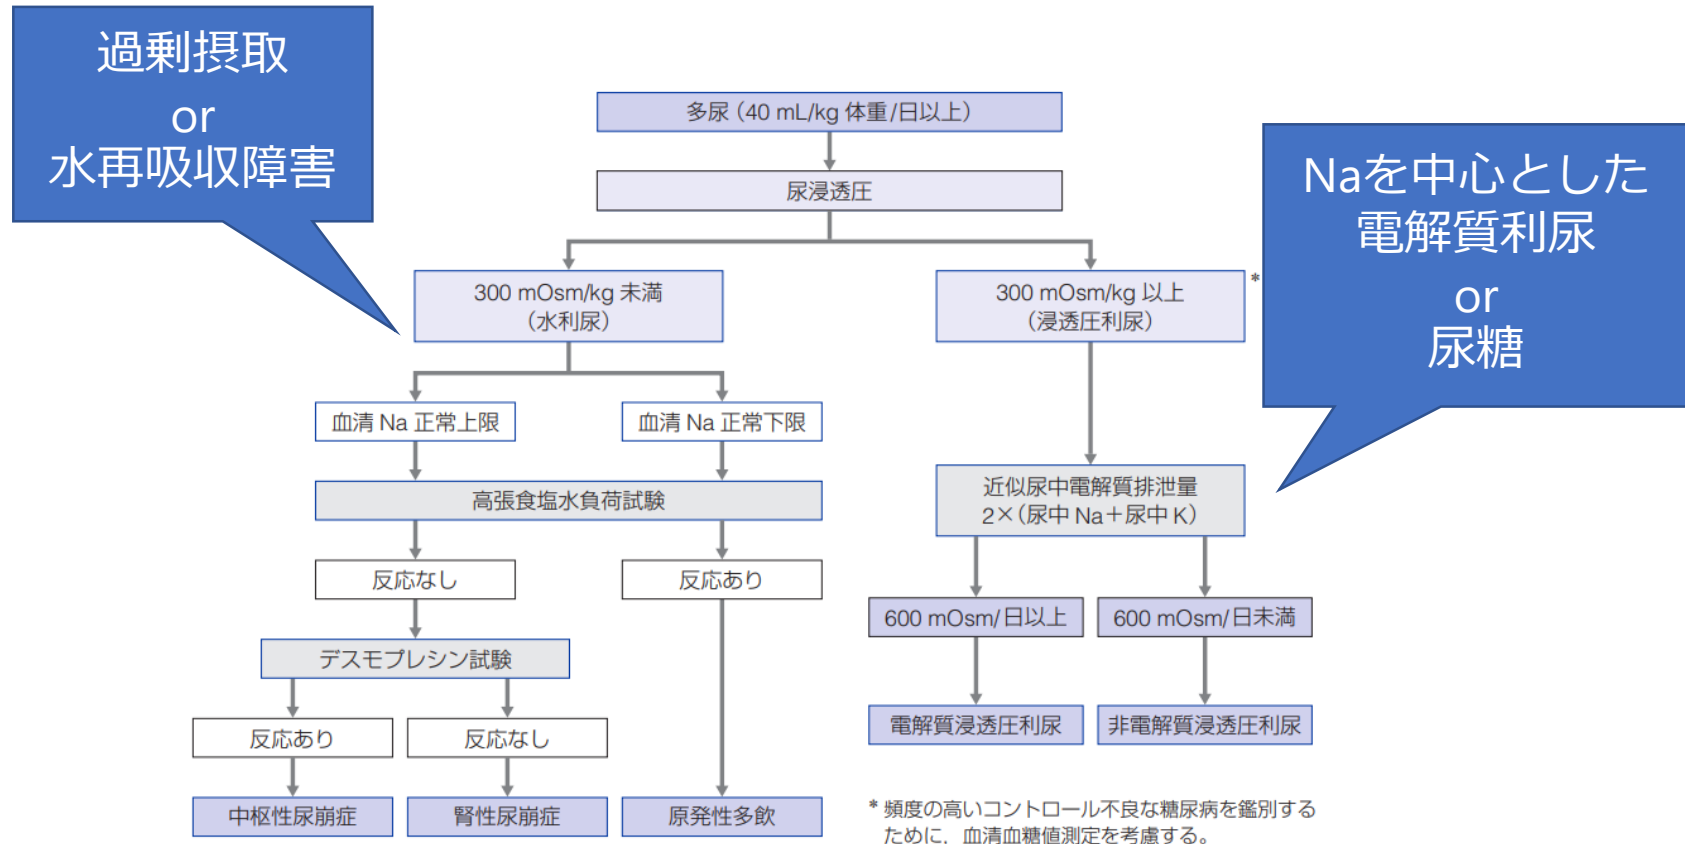 過剰摂取
or
水再吸収障害
多尿（40 mL/kg 体重/日以上）
尿浸透圧
Naを中心とした
電解質利尿
or
尿糖
300 mOsm/kg 未満
（水利尿）
300 mOsm/kg 以上
（浸透圧利尿）
*
血清 Na 正常上限
血清 Na 正常下限
高張食塩水負荷試験
近似尿中電解質排泄量
2×（尿中 Na＋尿中 K）
反応なし
反応あり
600 mOsm/日以上
600 mOsm/日未満
デスモプレシン試験
反応あり
反応なし
電解質浸透圧利尿
非電解質浸透圧利尿
中枢性尿崩症
腎性尿崩症
原発性多飲
* 頻度の高いコントロール不良な糖尿病を鑑別する
ために，血清血糖値測定を考慮する。